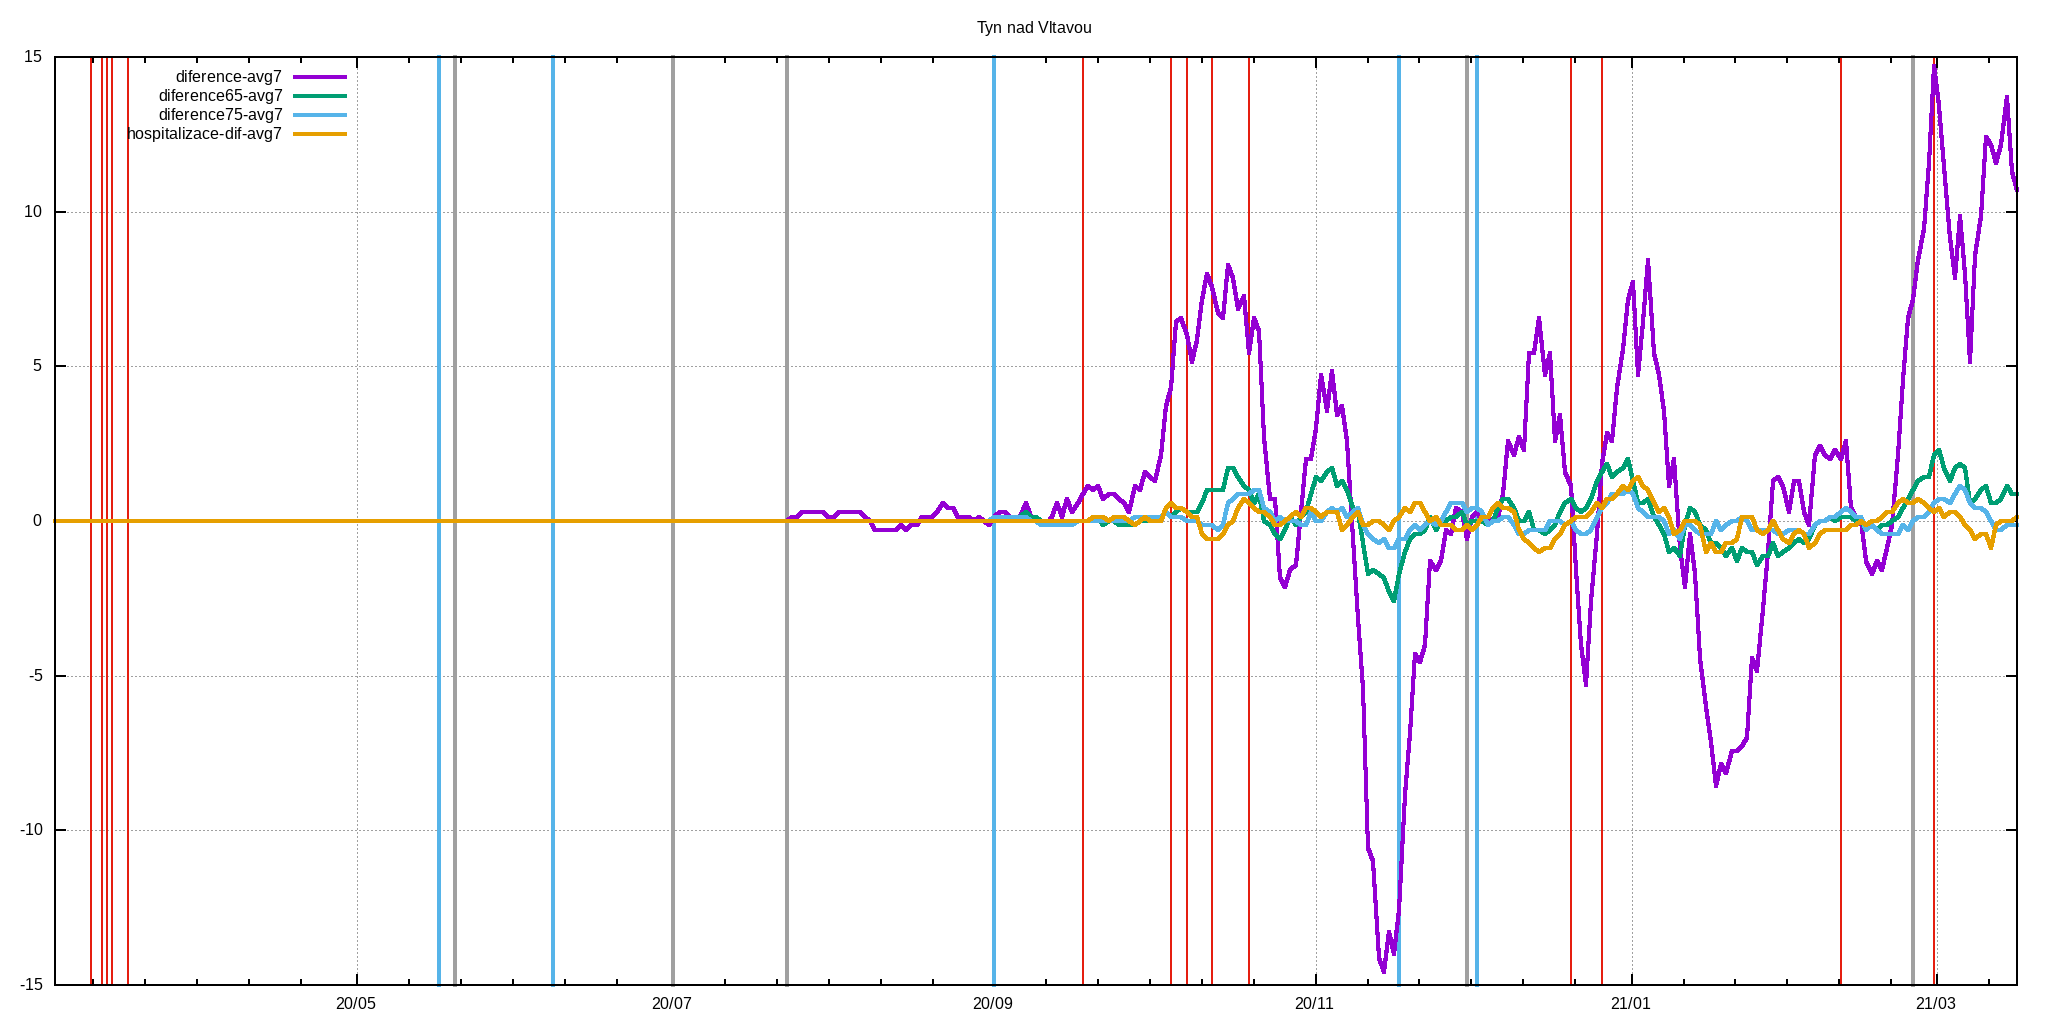 Tyn nad Vltavou
diference-avg7
diference65-avg7
diference75-avg7
hospitalizace-dif-avg7
15
10
5
0
-5
-10
-15
20/05 20/07 20/09 20/11 21/01 21/03